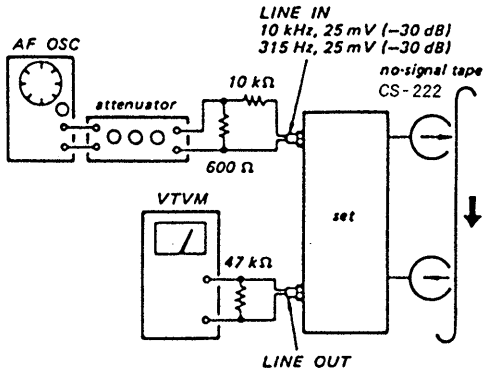 LINE IN
10 kHz, 25 mV (−30 dB)
315 Hz, 25 mV (−30 dB)
AF OSC
no-signal tape
CS-222
10 kΩ
attenuator
600 Ω
VTVM
set
47 kΩ
LINE OUT